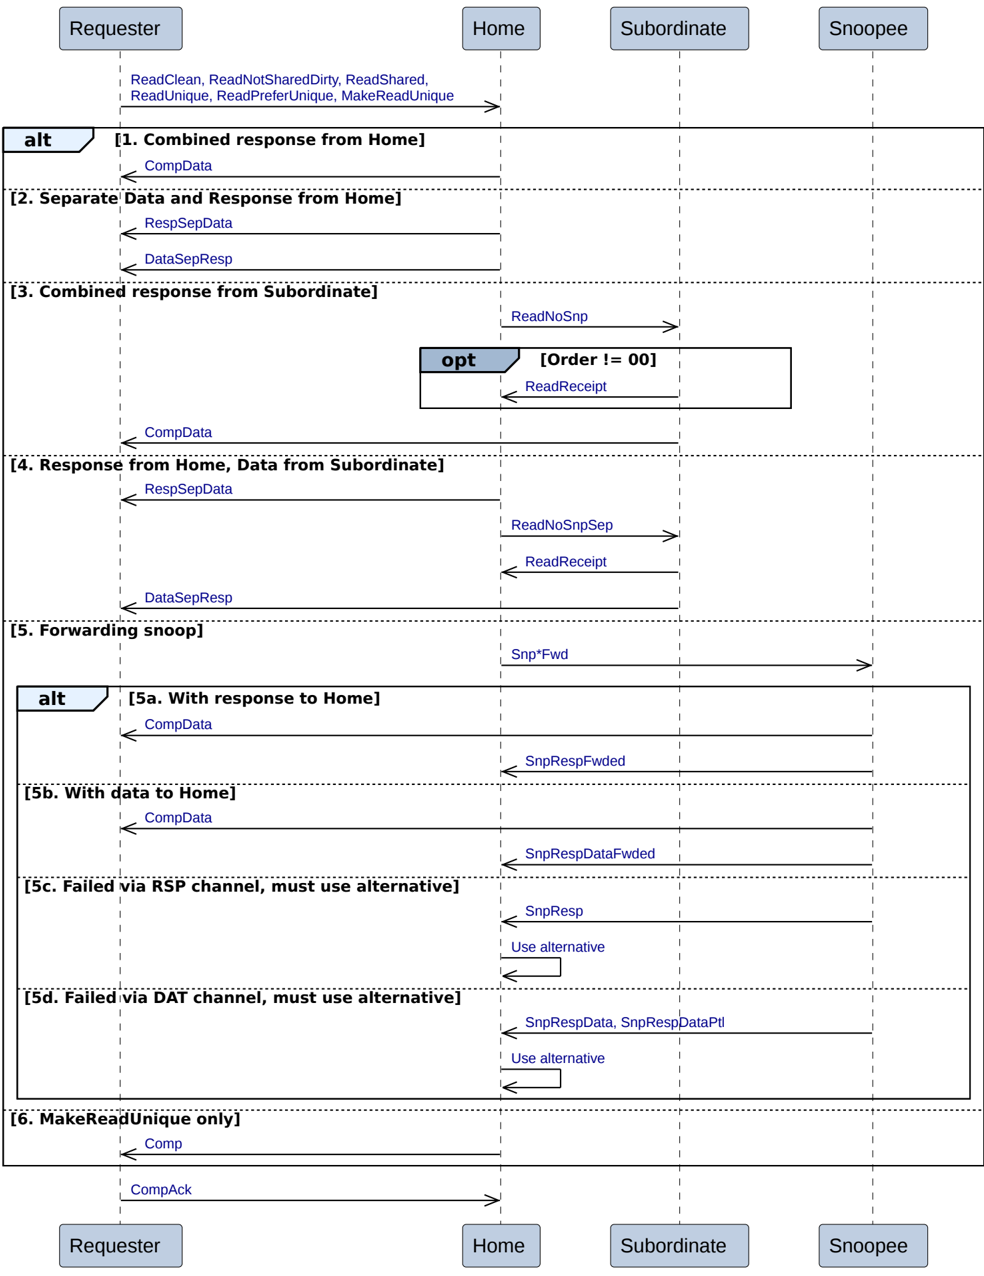 Requester Home Subordinate Snoopee
ReadClean, ReadNotSharedDirty, ReadShared,
ReadUnique, ReadPreferUnique, MakeReadUnique
alt [1. Combined response from Home]
CompData
[2. Separate Data and Response from Home]
RespSepData
DataSepResp
[3. Combined response from Subordinate]
ReadNoSnp
opt [Order != 00]
ReadReceipt
CompData
[4. Response from Home, Data from Subordinate]
RespSepData
ReadNoSnpSep
ReadReceipt
DataSepResp
[5. Forwarding snoop]
Snp*Fwd
alt [5a. With response to Home]
CompData
SnpRespFwded
[5b. With data to Home]
CompData
SnpRespDataFwded
[5c. Failed via RSP channel, must use alternative]
SnpResp
Use alternative
[5d. Failed via DAT channel, must use alternative]
SnpRespData, SnpRespDataPtl
Use alternative
[6. MakeReadUnique only]
Comp
CompAck
Requester Home Subordinate Snoopee